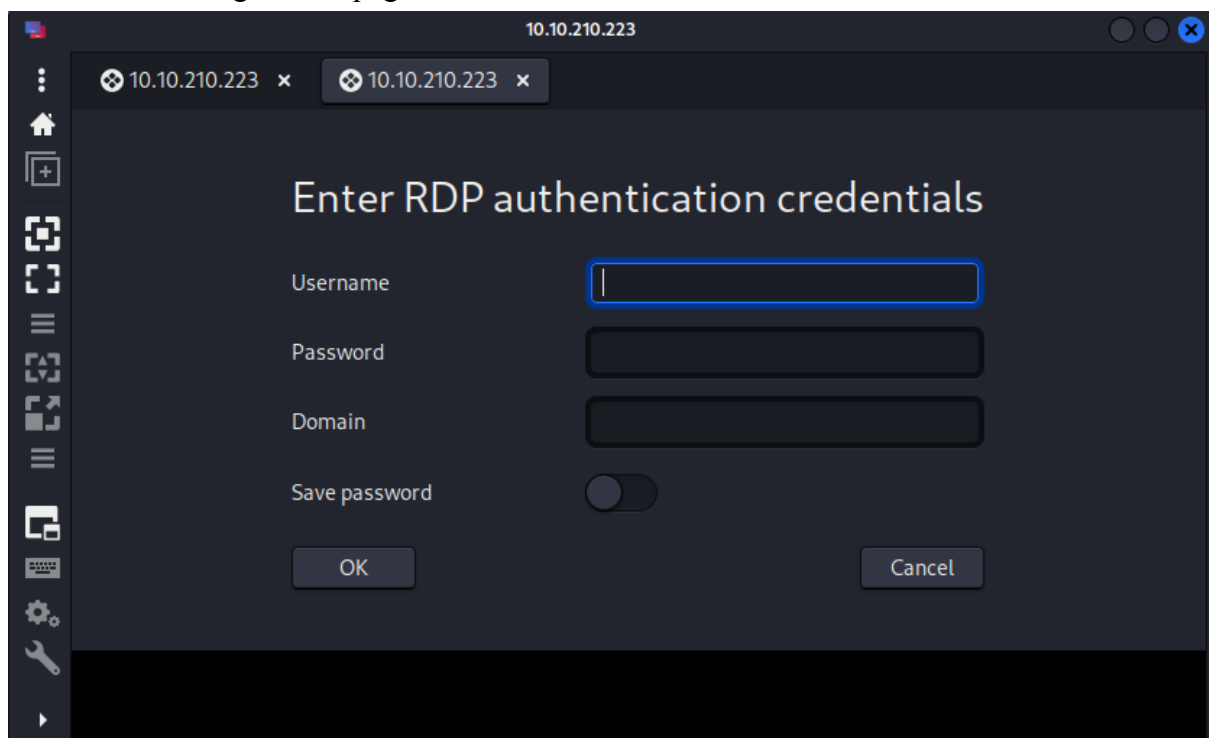 10.10.210.223
10.10.210.223 × 10.10.210.223 ×
Enter RDP authentication credentials
Username
Password
Domain
Save password
OK Cancel